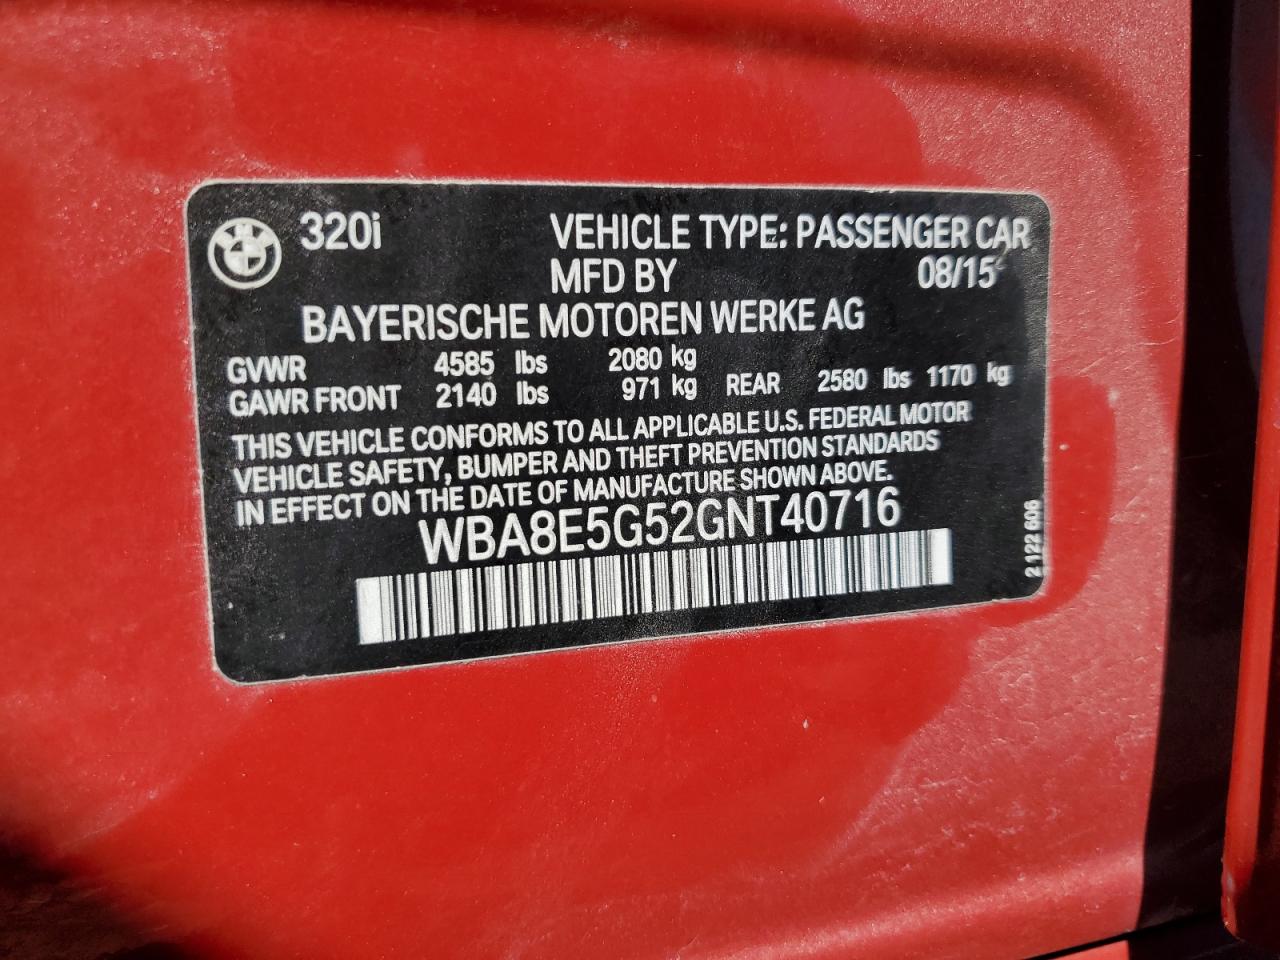 320i VEHICLE TYPE: PASSENGER CAR
MFD BY 08/15
BAYERISCHE MOTOREN WERKE AG
GVWR 4585 lbs 2080 kg
GAWR FRONT 2140 lbs 971 kg REAR 2580 lbs 1170 kg
THIS VEHICLE CONFORMS TO ALL APPLICABLE U.S. FEDERAL MOTOR
VEHICLE SAFETY, BUMPER AND THEFT PREVENTION STANDARDS
IN EFFECT ON THE DATE OF MANUFACTURE SHOWN ABOVE.
WBA8E5G52GNT40716
2 122 606